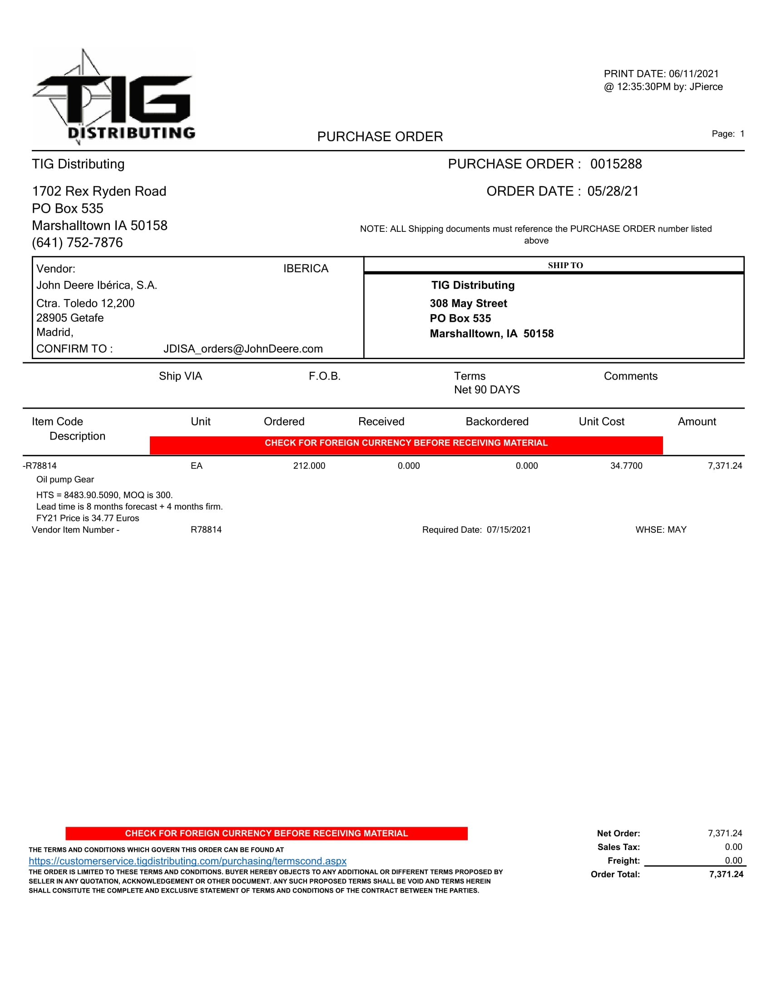 TIG
DISTRIBUTING
PRINT DATE: 06/11/2021
@ 12:35:30PM by: JPierce
PURCHASE ORDER
Page: 1
TIG Distributing
PURCHASE ORDER : 0015288
1702 Rex Ryden Road
ORDER DATE : 05/28/21
PO Box 535
Marshalltown IA 50158
(641) 752-7876
NOTE: ALL Shipping documents must reference the PURCHASE ORDER number listed
above
Vendor: IBERICA
John Deere Ibérica, S.A.
Ctra. Toledo 12,200
28905 Getafe
Madrid,
CONFIRM TO : JDISA_orders@JohnDeere.com
SHIP TO
TIG Distributing
308 May Street
PO Box 535
Marshalltown, IA 50158
Ship VIA F.O.B. Terms Comments
Net 90 DAYS
Item Code Unit Ordered Received Backordered Unit Cost Amount
Description
CHECK FOR FOREIGN CURRENCY BEFORE RECEIVING MATERIAL
-R78814 EA 212.000 0.000 0.000 34.7700 7,371.24
Oil pump Gear
HTS = 8483.90.5090, MOQ is 300.
Lead time is 8 months forecast + 4 months firm.
FY21 Price is 34.77 Euros
Vendor Item Number - R78814 Required Date: 07/15/2021 WHSE: MAY
CHECK FOR FOREIGN CURRENCY BEFORE RECEIVING MATERIAL
THE TERMS AND CONDITIONS WHICH GOVERN THIS ORDER CAN BE FOUND AT
https://customerservice.tigdistributing.com/purchasing/termscond.aspx
THE ORDER IS LIMITED TO THESE TERMS AND CONDITIONS. BUYER HEREBY OBJECTS TO ANY ADDITIONAL OR DIFFERENT TERMS PROPOSED BY
SELLER IN ANY QUOTATION, ACKNOWLEDGEMENT OR OTHER DOCUMENT. ANY SUCH PROPOSED TERMS SHALL BE VOID AND TERMS HEREIN
SHALL CONSITUTE THE COMPLETE AND EXCLUSIVE STATEMENT OF TERMS AND CONDITIONS OF THE CONTRACT BETWEEN THE PARTIES.
Net Order: 7,371.24
Sales Tax: 0.00
Freight: 0.00
Order Total: 7,371.24